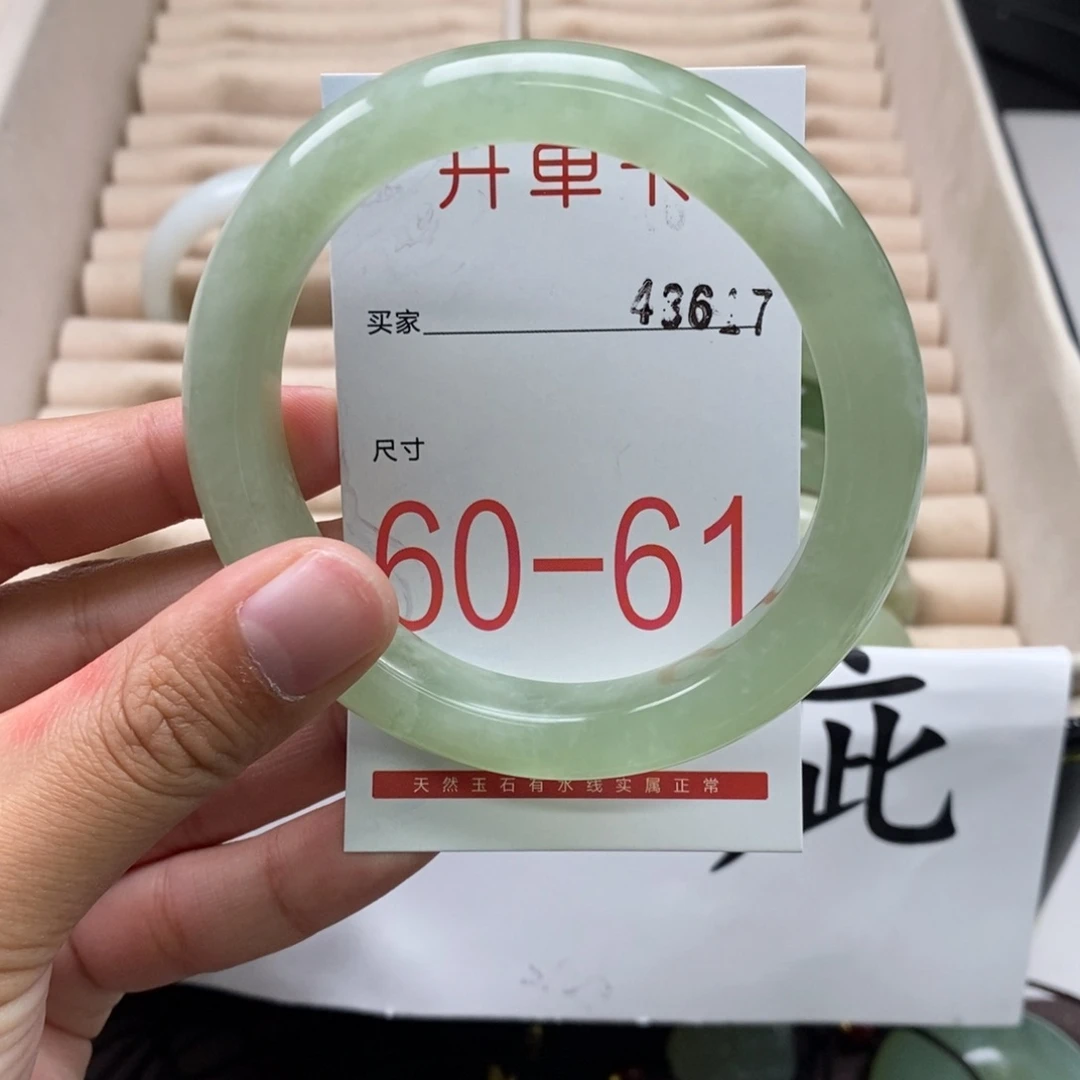 开单卡
买家 43617
尺寸
60-61
天然玉石有水线实属正常
疵